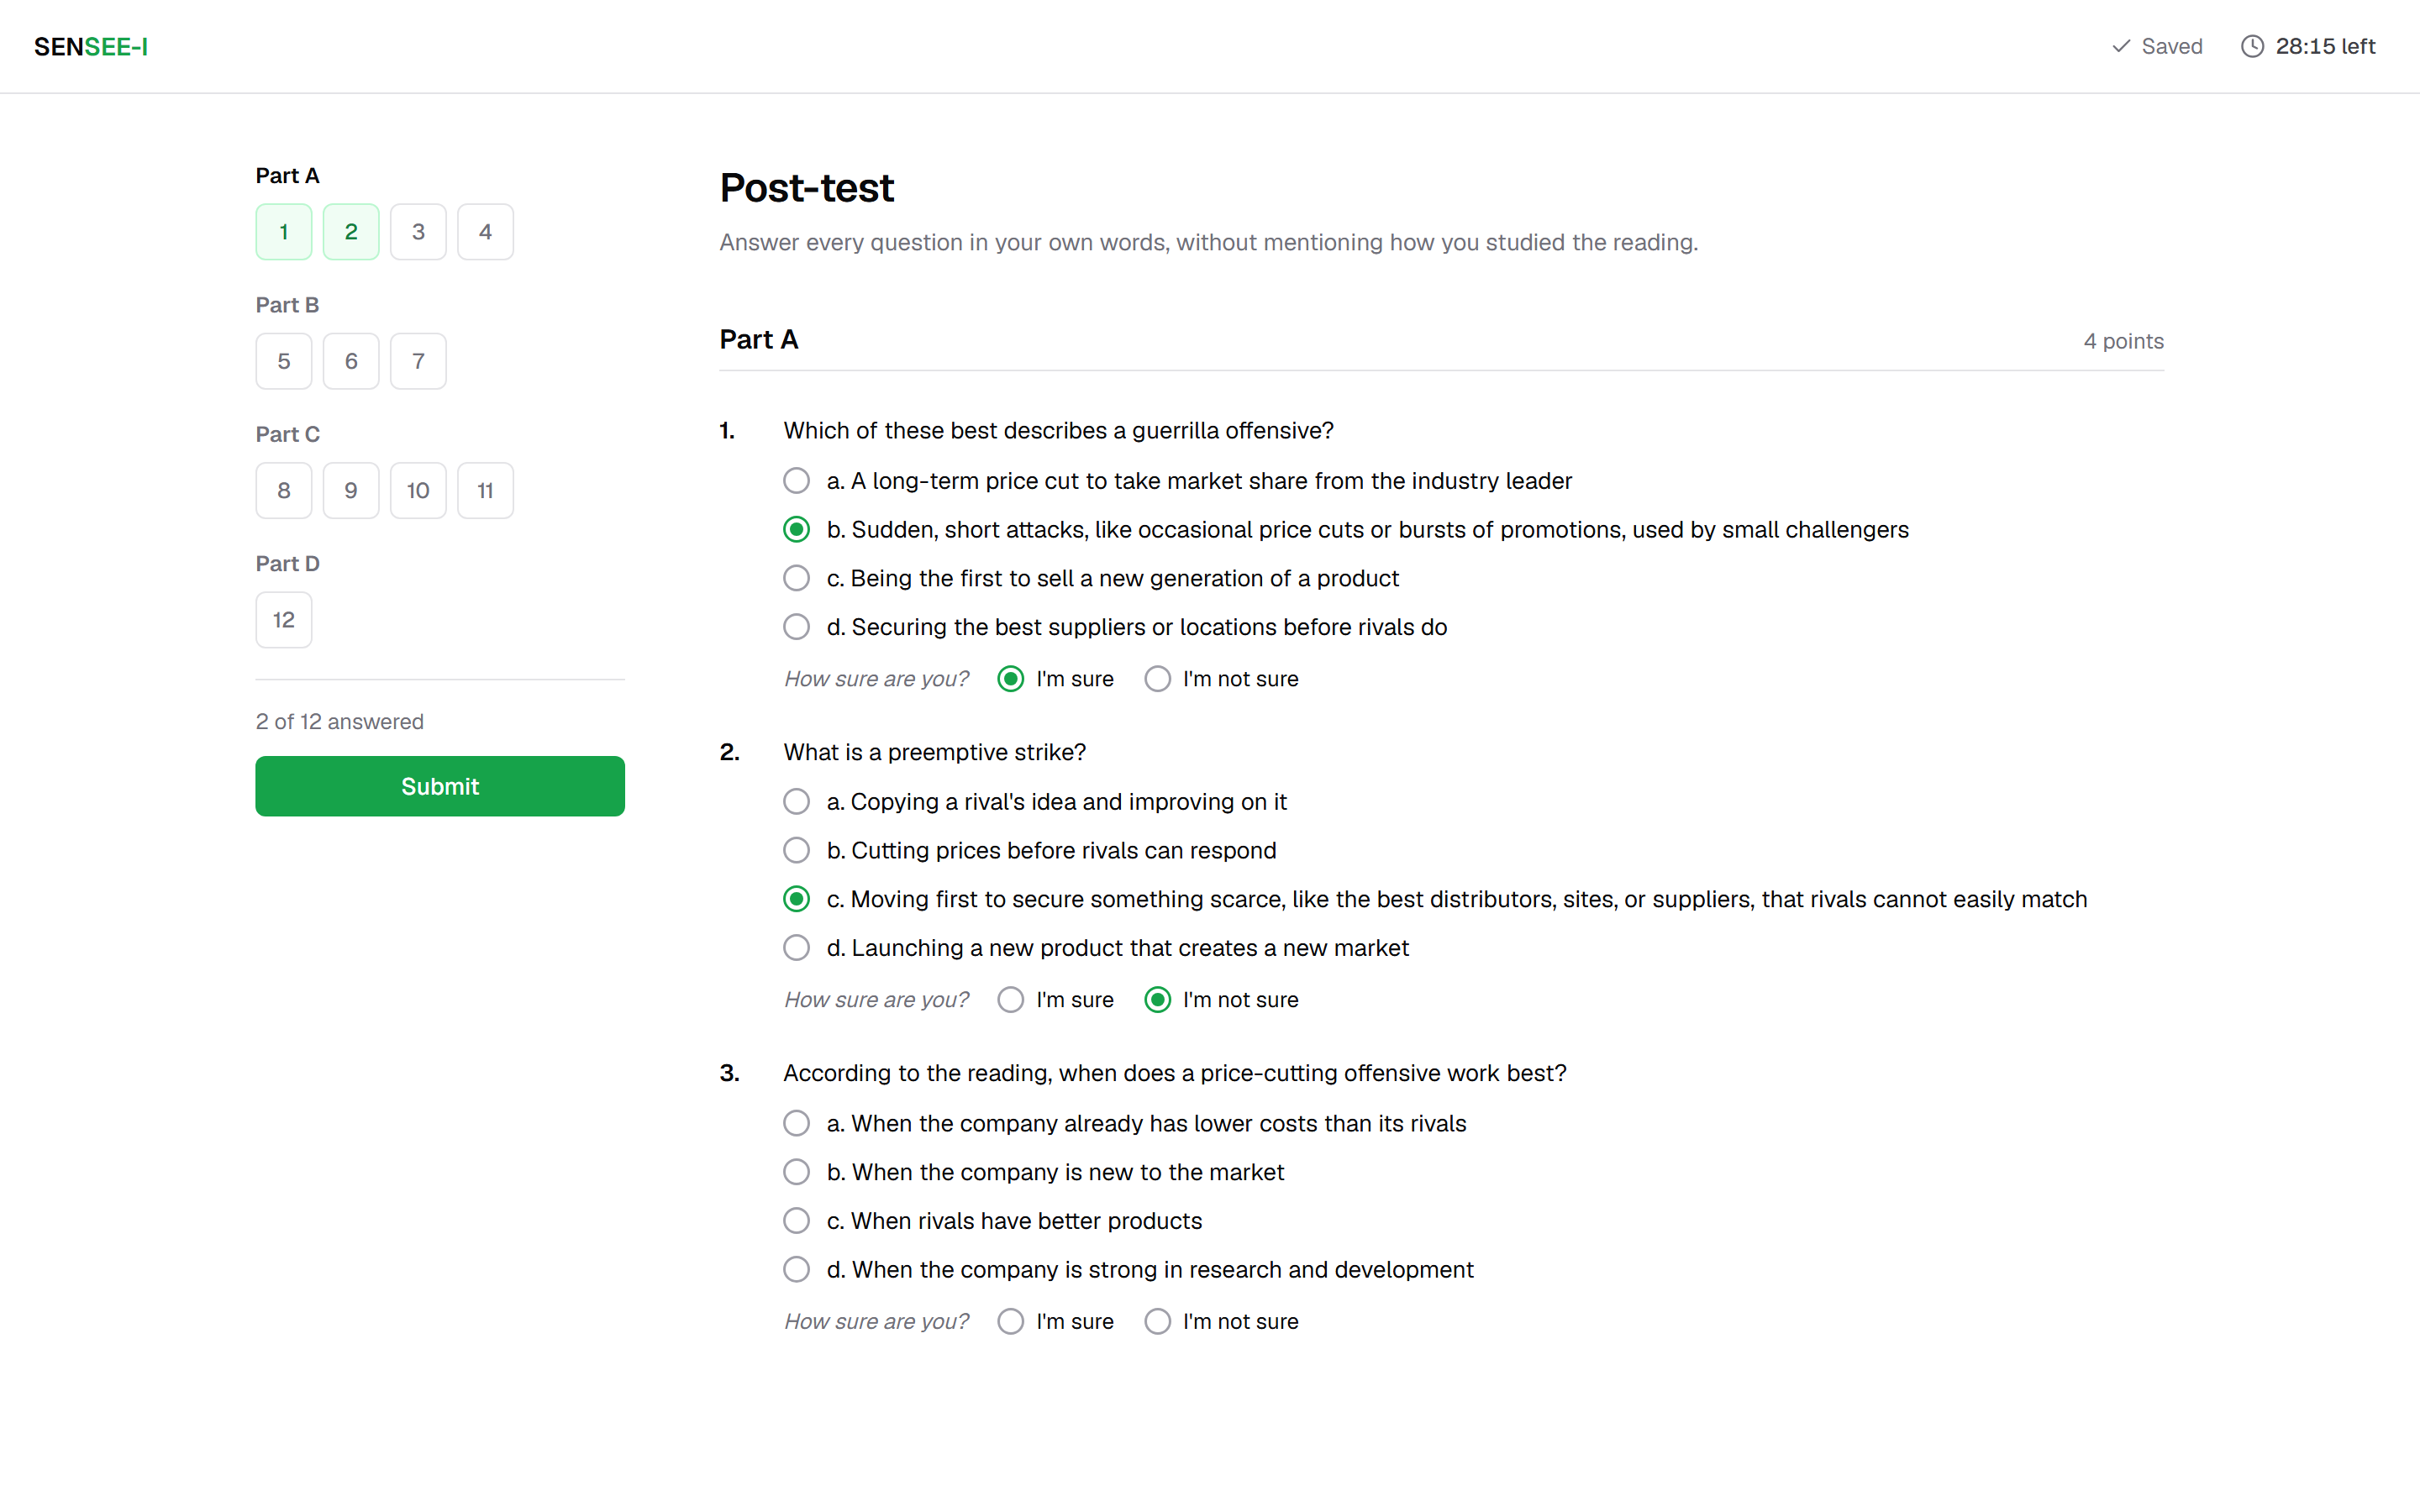 SENSEE-I
Saved
28:15 left
Part A
1 2 3 4
Part B
5 6 7
Part C
8 9 10 11
Part D
12
2 of 12 answered
Submit
Post-test
Answer every question in your own words, without mentioning how you studied the reading.
Part A
4 points
1. Which of these best describes a guerrilla offensive?
a. A long-term price cut to take market share from the industry leader
b. Sudden, short attacks, like occasional price cuts or bursts of promotions, used by small challengers
c. Being the first to sell a new generation of a product
d. Securing the best suppliers or locations before rivals do
How sure are you? I'm sure I'm not sure
2. What is a preemptive strike?
a. Copying a rival's idea and improving on it
b. Cutting prices before rivals can respond
c. Moving first to secure something scarce, like the best distributors, sites, or suppliers, that rivals cannot easily match
d. Launching a new product that creates a new market
How sure are you? I'm sure I'm not sure
3. According to the reading, when does a price-cutting offensive work best?
a. When the company already has lower costs than its rivals
b. When the company is new to the market
c. When rivals have better products
d. When the company is strong in research and development
How sure are you? I'm sure I'm not sure